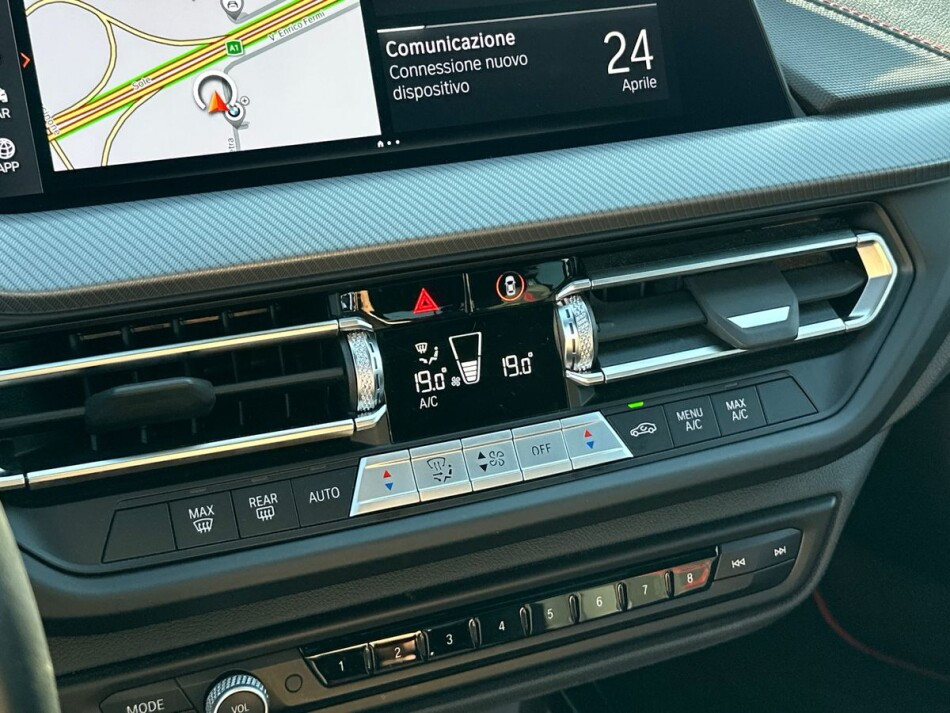 A1
V. Enrico Fermi
Sole
Comunicazione
Connessione nuovo
dispositivo
24
Aprile
APP
19.0°
A/C
19.0°
MAX
REAR
AUTO
OFF
MENU
A/C
MAX
A/C
1
2
3
4
5
6
7
8
MODE
VOL